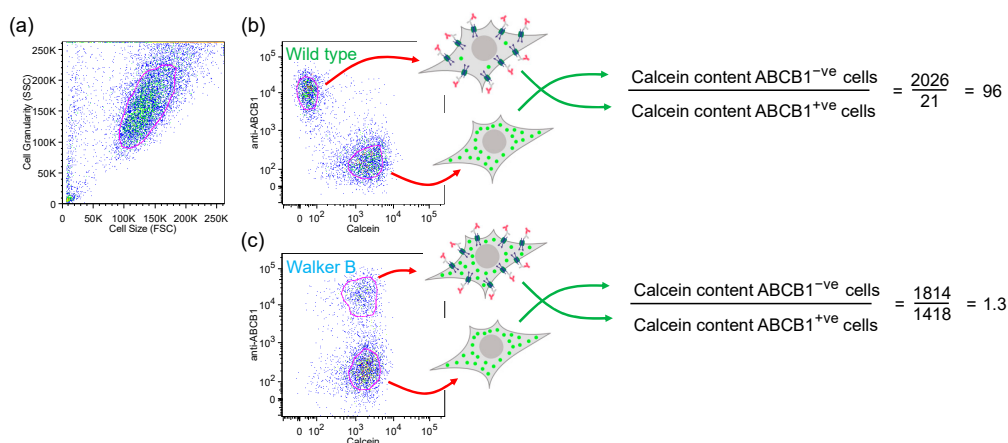 (a)
250K
200K
150K
100K
50K
0
0 50K 100K 150K 200K 250K
Cell Granularity (SSC)
Cell Size (FSC)
(b)
Wild type
10^5
10^4
10^3
10^2
0
0 10^2 10^3 10^4 10^5
anti-ABCB1
Calcein
Calcein content ABCB1^−ve cells
Calcein content ABCB1^+ve cells
= 2026/21 = 96
(c)
Walker B
10^5
10^4
10^3
10^2
0
0 10^2 10^3 10^4 10^5
anti-ABCB1
Calcein
Calcein content ABCB1^−ve cells
Calcein content ABCB1^+ve cells
= 1814/1418 = 1.3